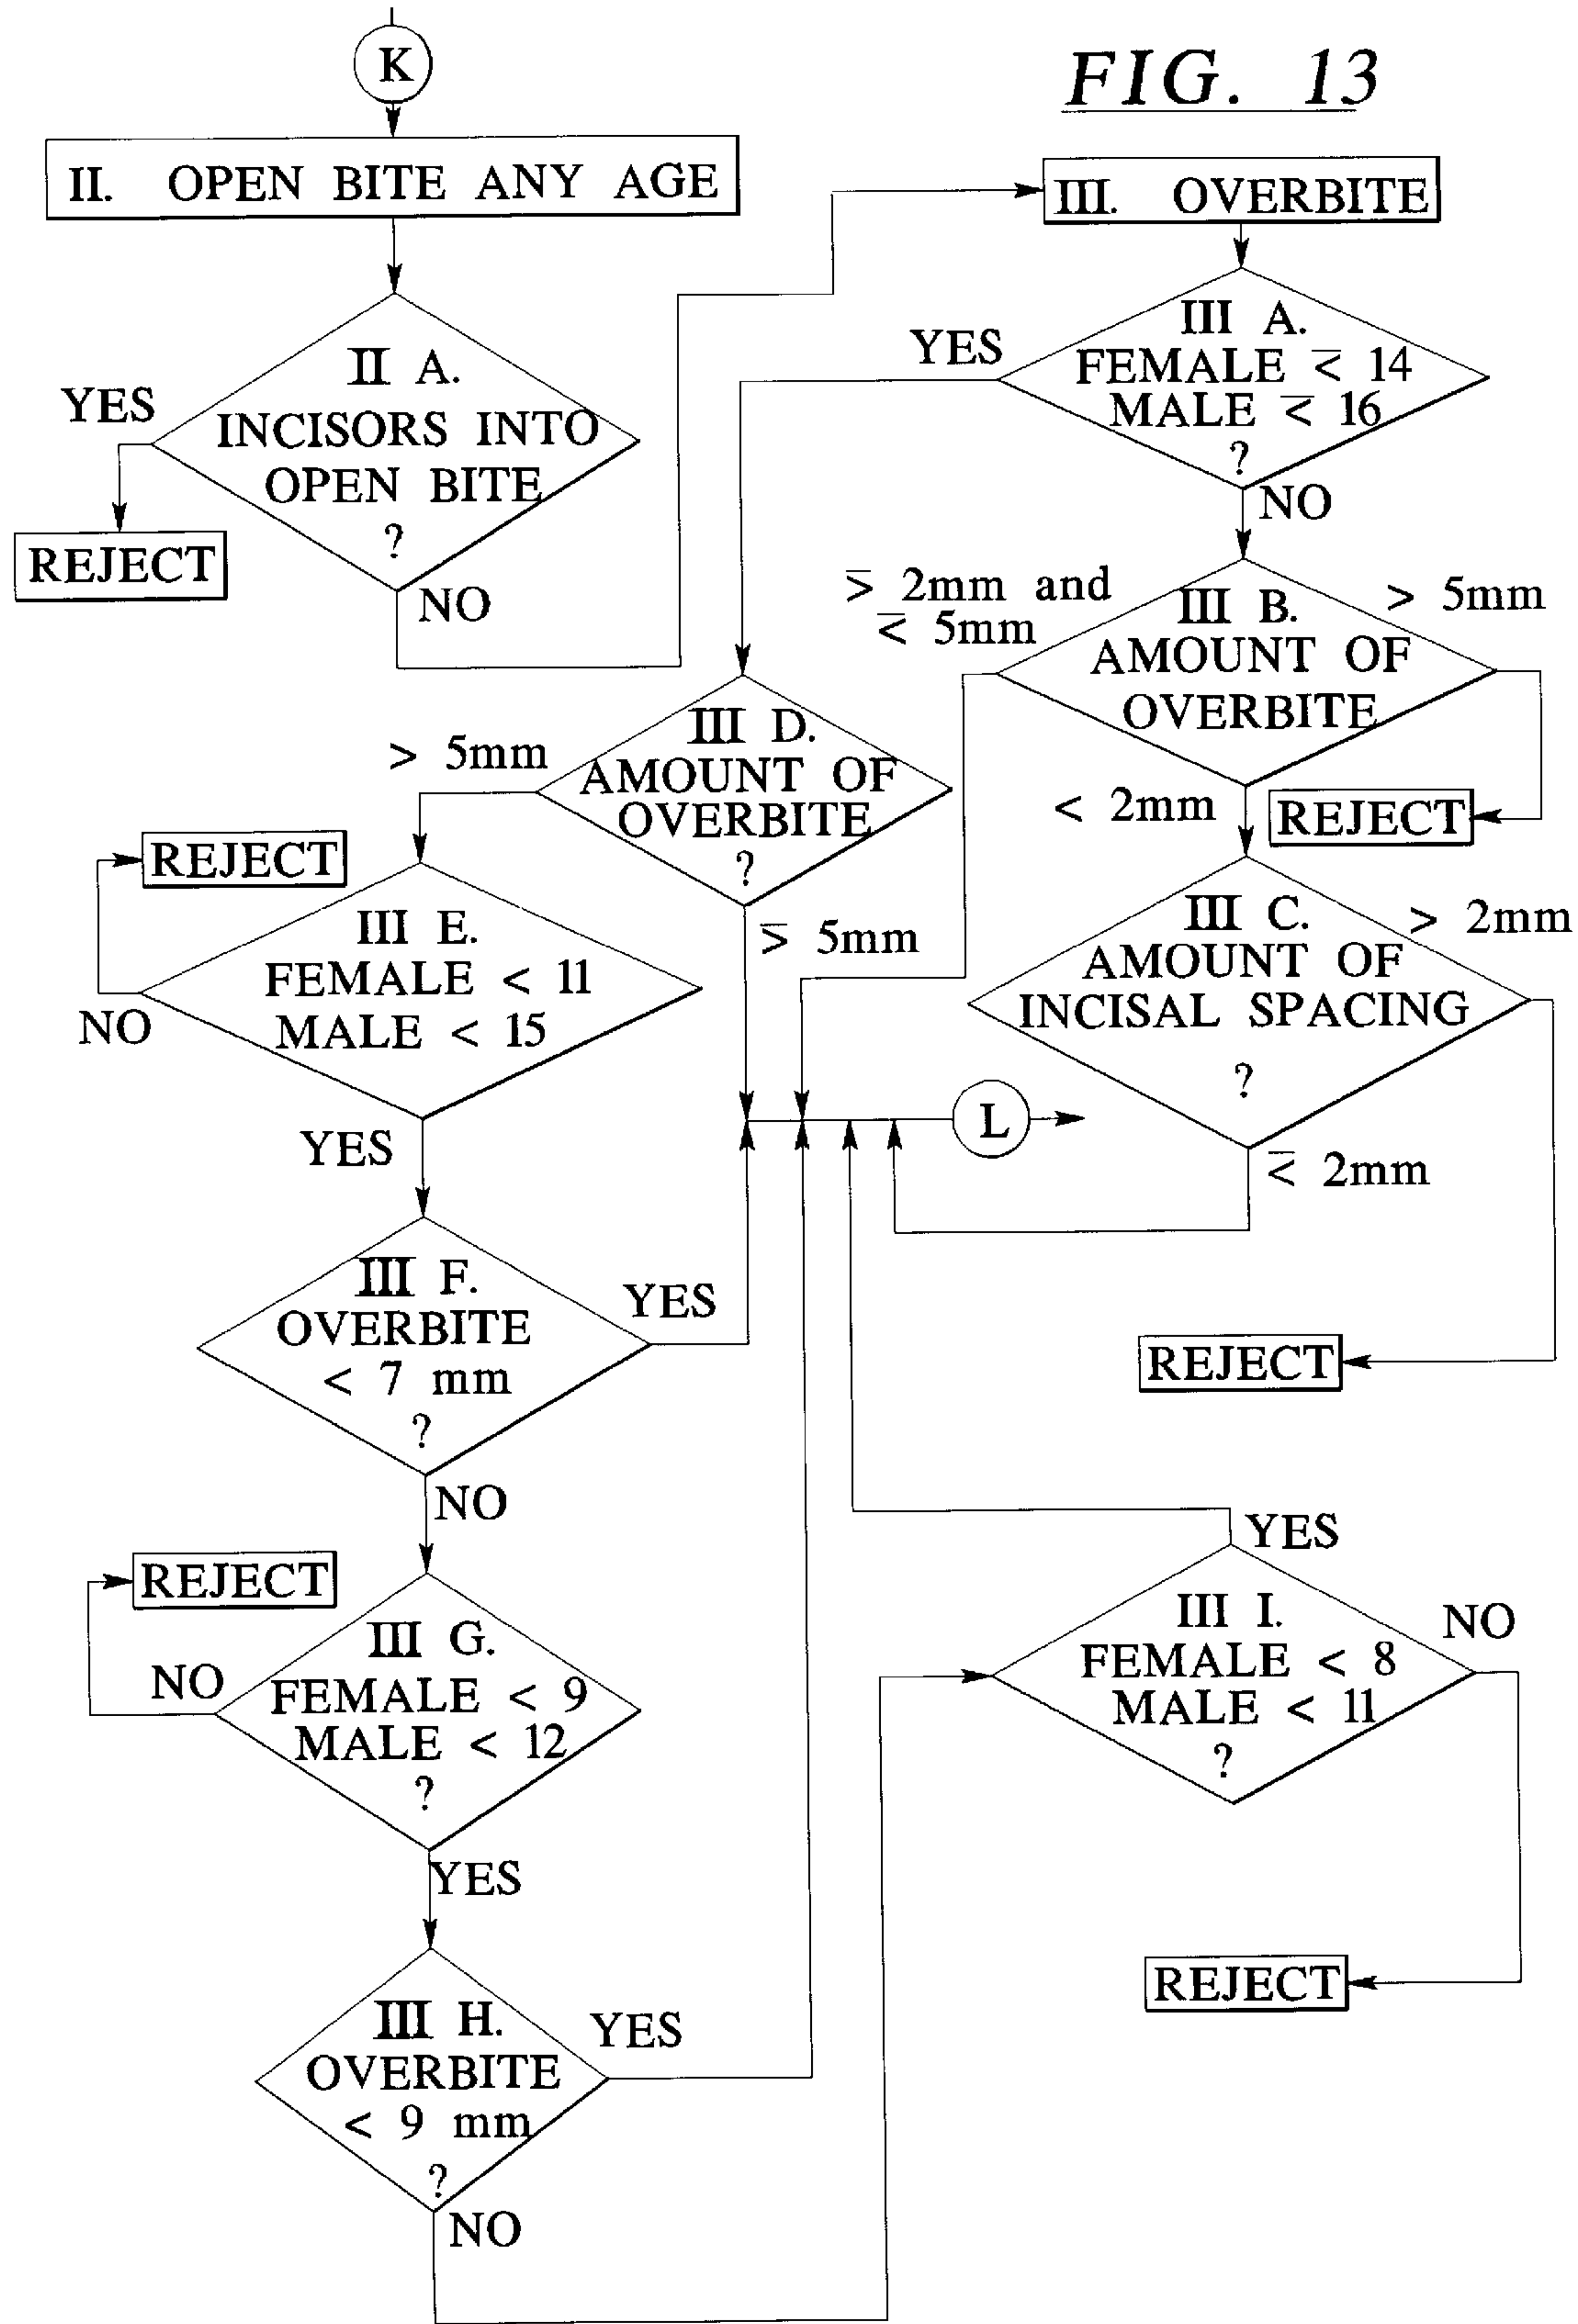 K
FIG. 13
II. OPEN BITE ANY AGE
II A.
INCISORS INTO
OPEN BITE
?
YES
REJECT
NO
III. OVERBITE
III A.
FEMALE ⋜ 14
MALE ⋜ 16
?
YES
NO
III B.
AMOUNT OF
OVERBITE
⋝ 2mm and
⋜ 5mm
> 5mm
REJECT
< 2mm
III C.
AMOUNT OF
INCISAL SPACING
?
> 2mm
REJECT
⋜ 2mm
L
III D.
AMOUNT OF
OVERBITE
?
> 5mm
⋝ 5mm
III E.
FEMALE < 11
MALE < 15
REJECT
NO
YES
III F.
OVERBITE
< 7 mm
?
YES
NO
III G.
FEMALE < 9
MALE < 12
?
REJECT
NO
YES
III H.
OVERBITE
< 9 mm
?
YES
NO
III I.
FEMALE < 8
MALE < 11
?
YES
NO
REJECT